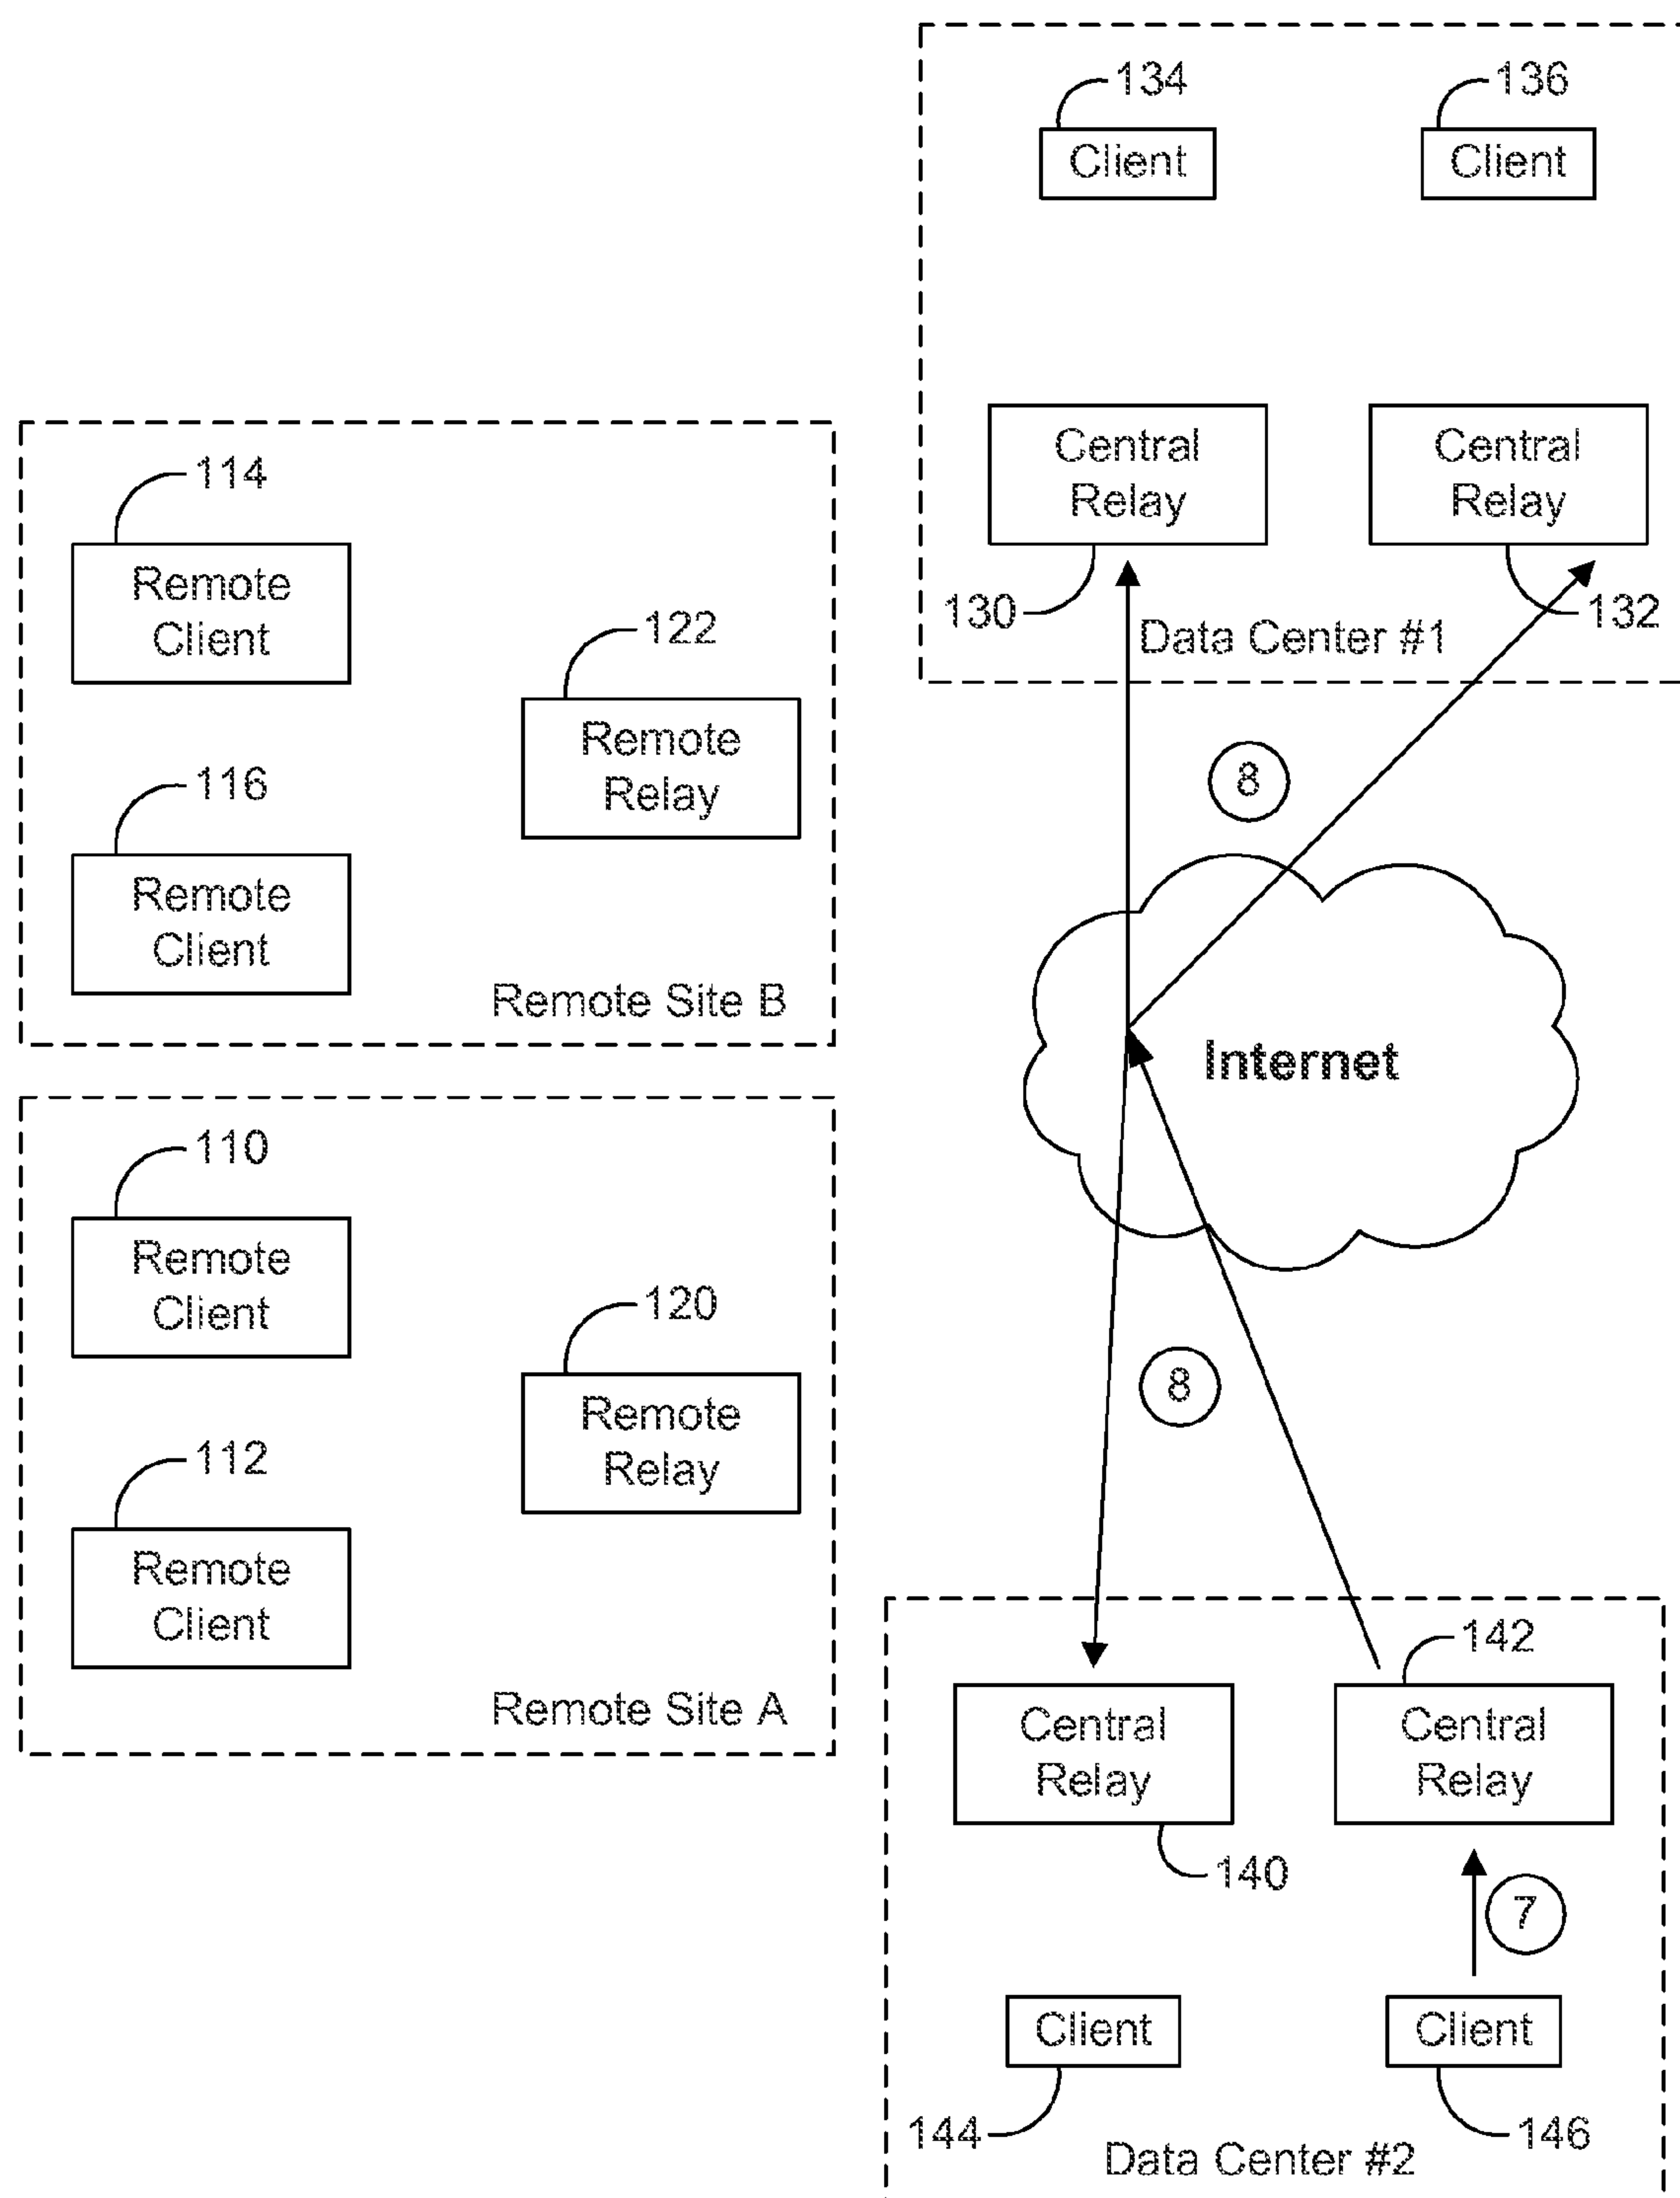 134
136
Client
Client
Central
Relay
Central
Relay
130
132
Data Center #1
114
Remote
Client
122
Remote
Relay
116
Remote
Client
Remote Site B
8
Internet
110
Remote
Client
120
Remote
Relay
112
Remote
Client
Remote Site A
8
142
Central
Relay
Central
Relay
140
7
Client
Client
144
146
Data Center #2